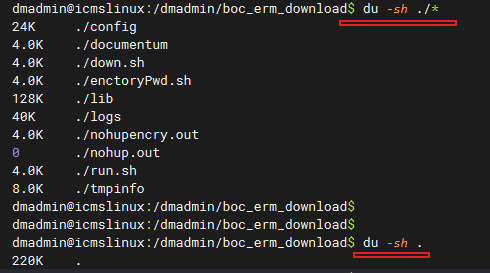 dmadmin@icmslinux:/dmadmin/boc_erm_download$ du -sh ./*
24K ./config
4.0K ./documentum
4.0K ./down.sh
4.0K ./enctoryPwd.sh
128K ./lib
40K ./logs
4.0K ./nohupencry.out
0 ./nohup.out
4.0K ./run.sh
8.0K ./tmpinfo
dmadmin@icmslinux:/dmadmin/boc_erm_download$
dmadmin@icmslinux:/dmadmin/boc_erm_download$
dmadmin@icmslinux:/dmadmin/boc_erm_download$ du -sh .
220K .